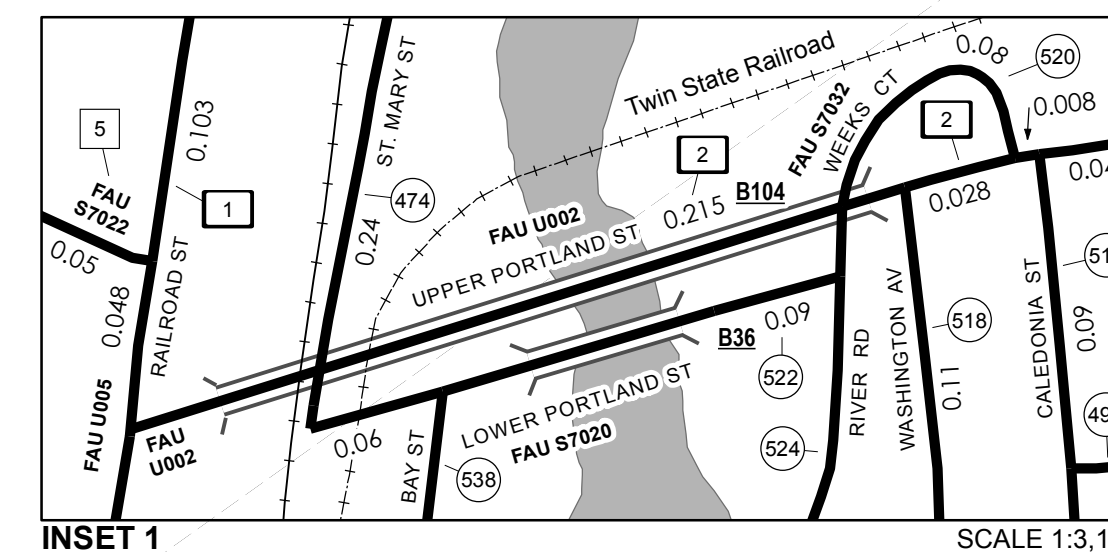 5
FAU
S7022
0.05
0.103
1
RAILROAD ST
0.048
FAU U005
FAU
U002
ST. MARY ST
474
0.24
0.06
Twin State Railroad
2
B104
FAU U002
UPPER PORTLAND ST
0.215
FAU S7032
WEEKS CT
0.08
520
2
0.008
0.04
0.028
B36
0.09
522
LOWER PORTLAND ST
FAU S7020
BAY ST
538
524
RIVER RD
WASHINGTON AV
518
0.11
CALEDONIA ST
51
0.09
49
INSET 1
SCALE 1:3,1